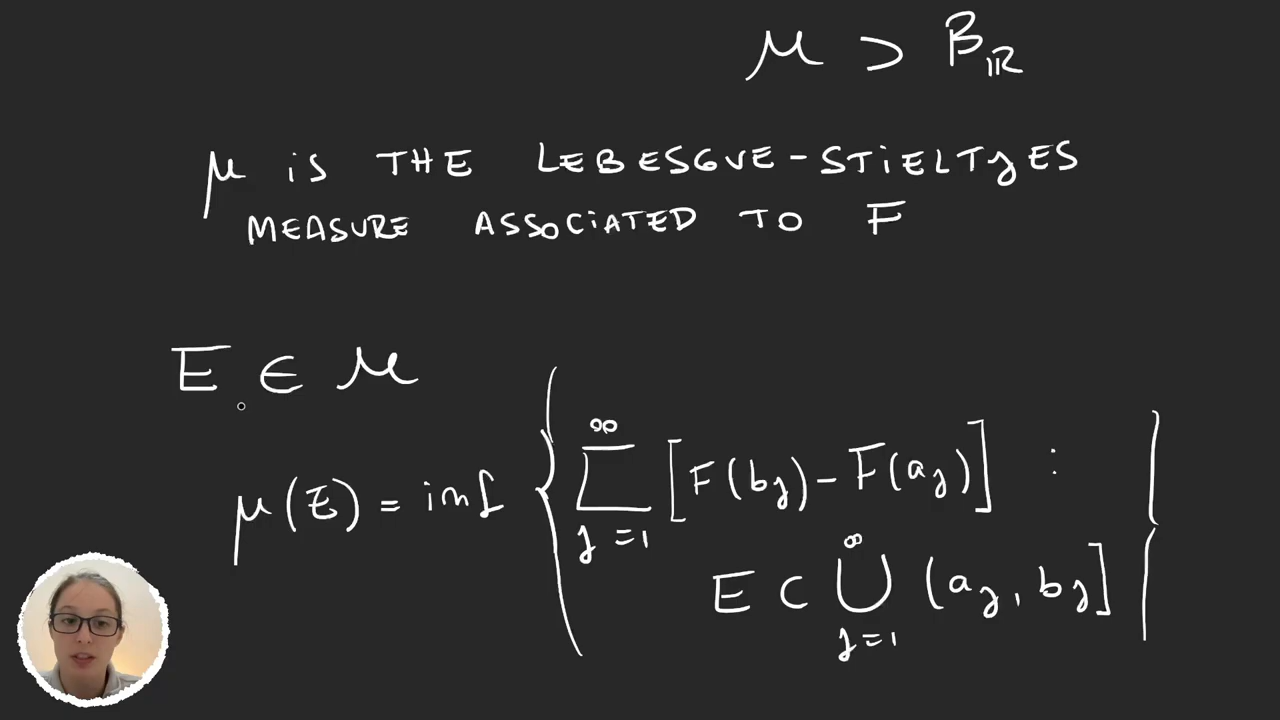 ℳ ⊃ B_ℝ
μ is THE LEBESGUE-STIELTJES
MEASURE ASSOCIATED TO F
E ∈ ℳ
μ(E) = inf { ∑_{j=1}^{∞} [F(b_j) - F(a_j)] :
E ⊂ ⋃_{j=1}^{∞} (a_j, b_j] }